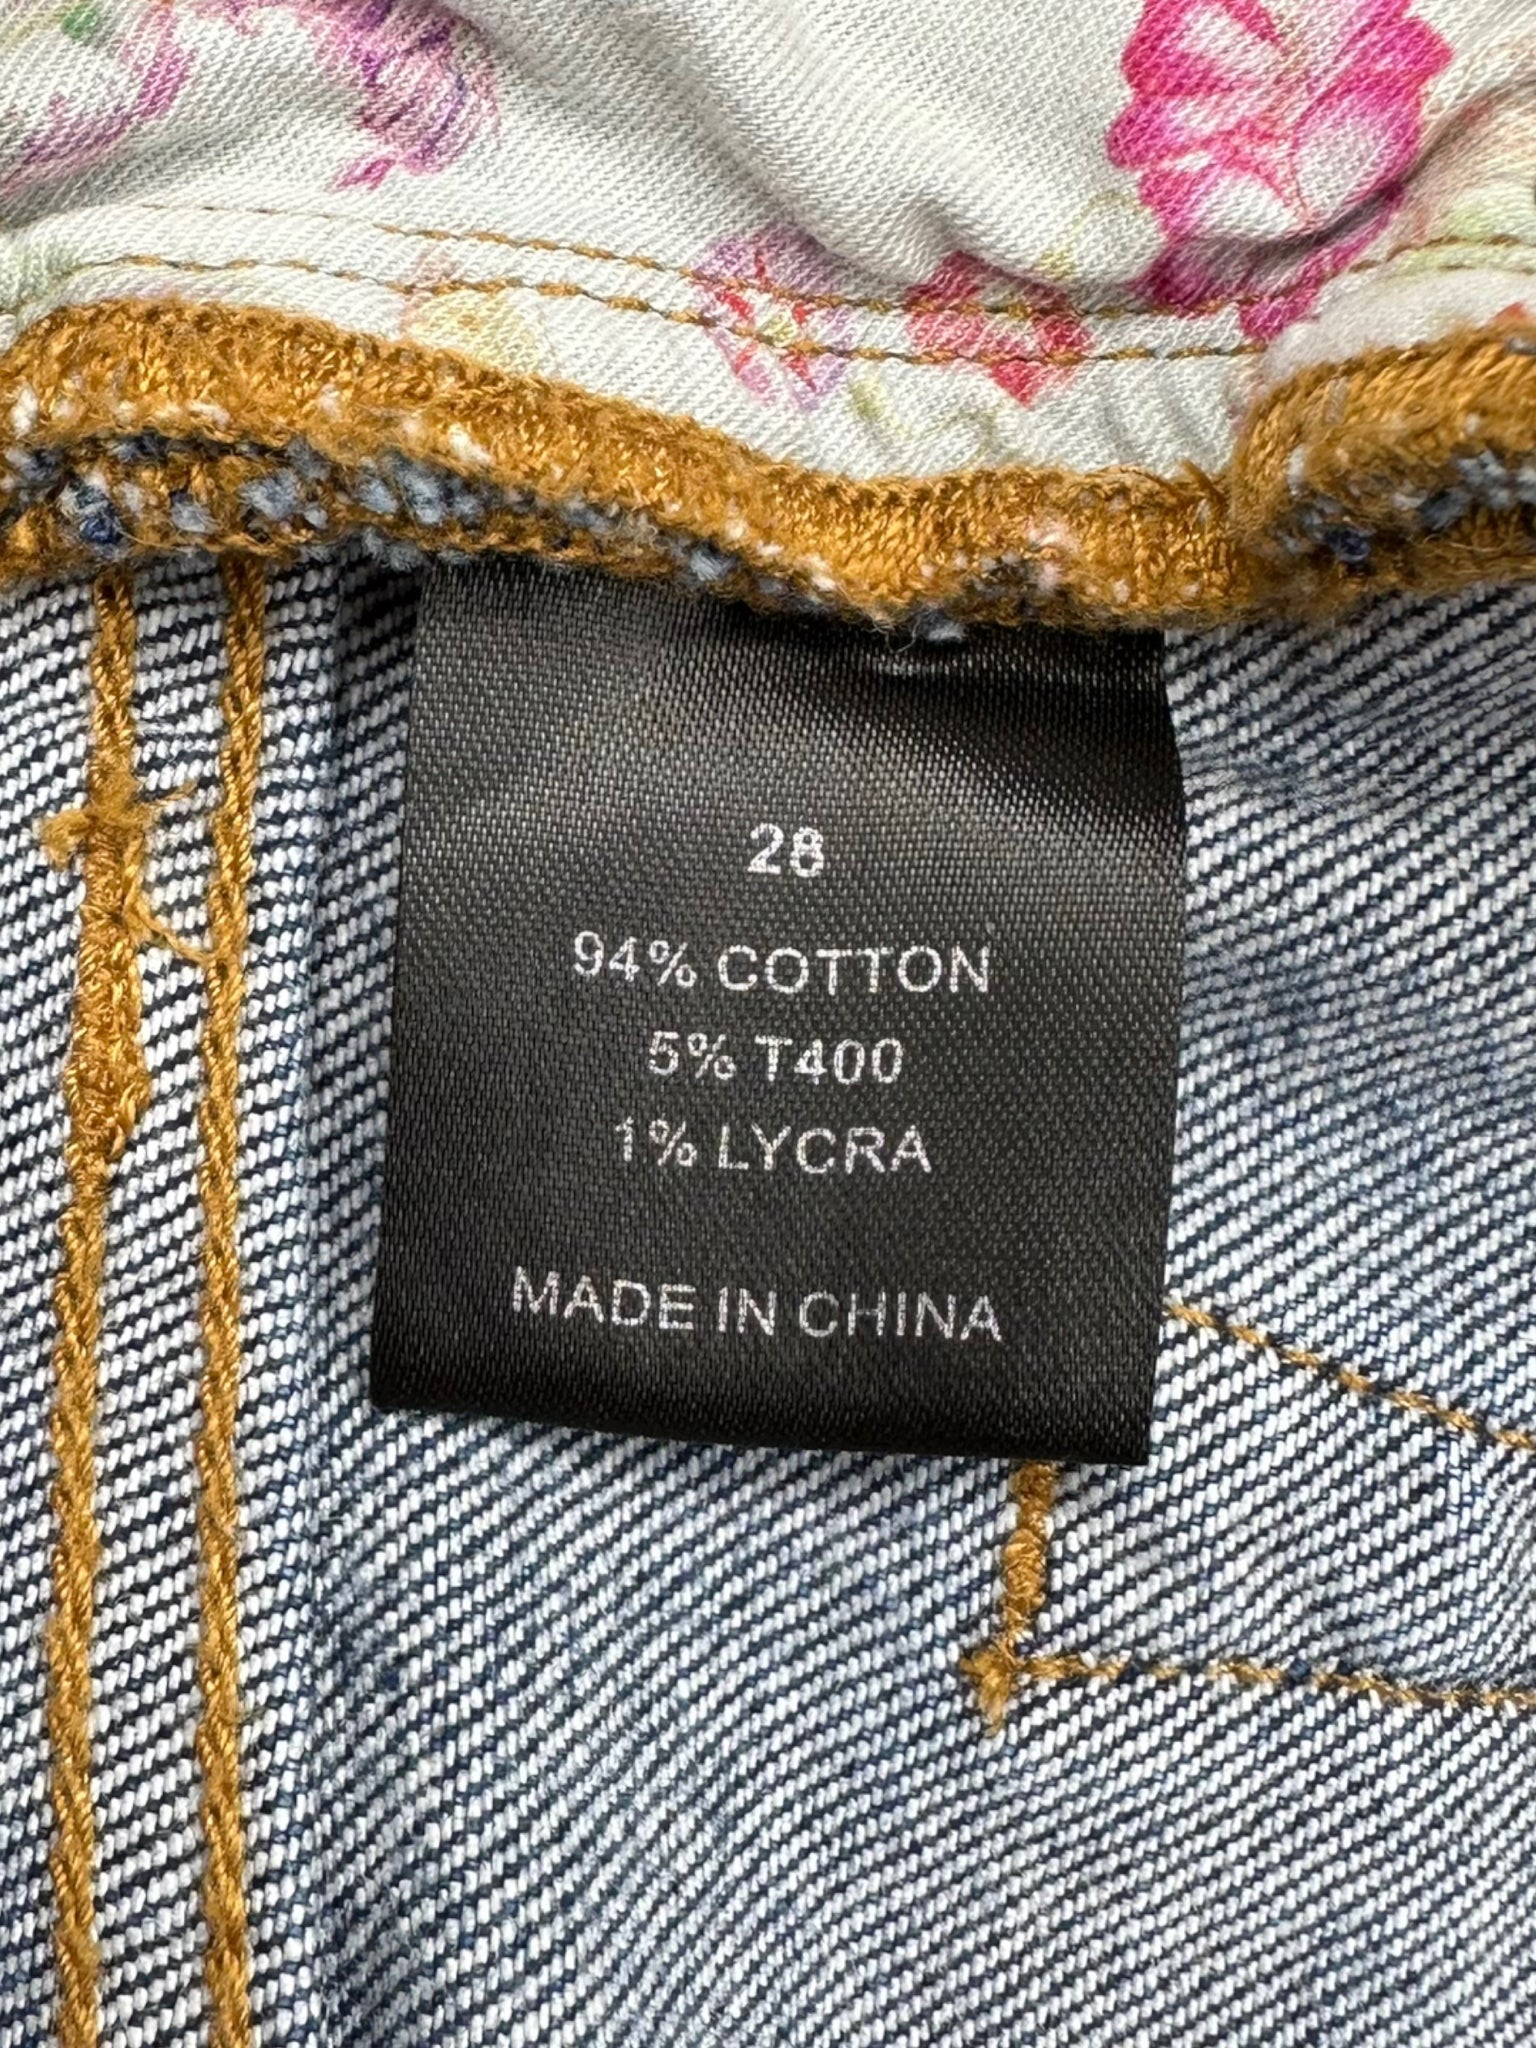 28
94% COTTON
5% T400
1% LYCRA
MADE IN CHINA